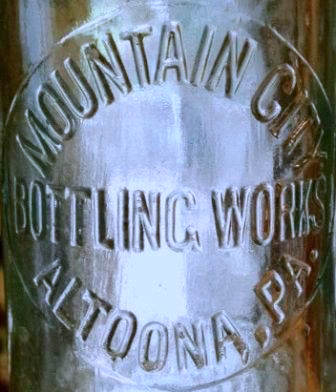 MOUNTAIN CITY
BOTTLING WORKS
ALTOONA, PA.